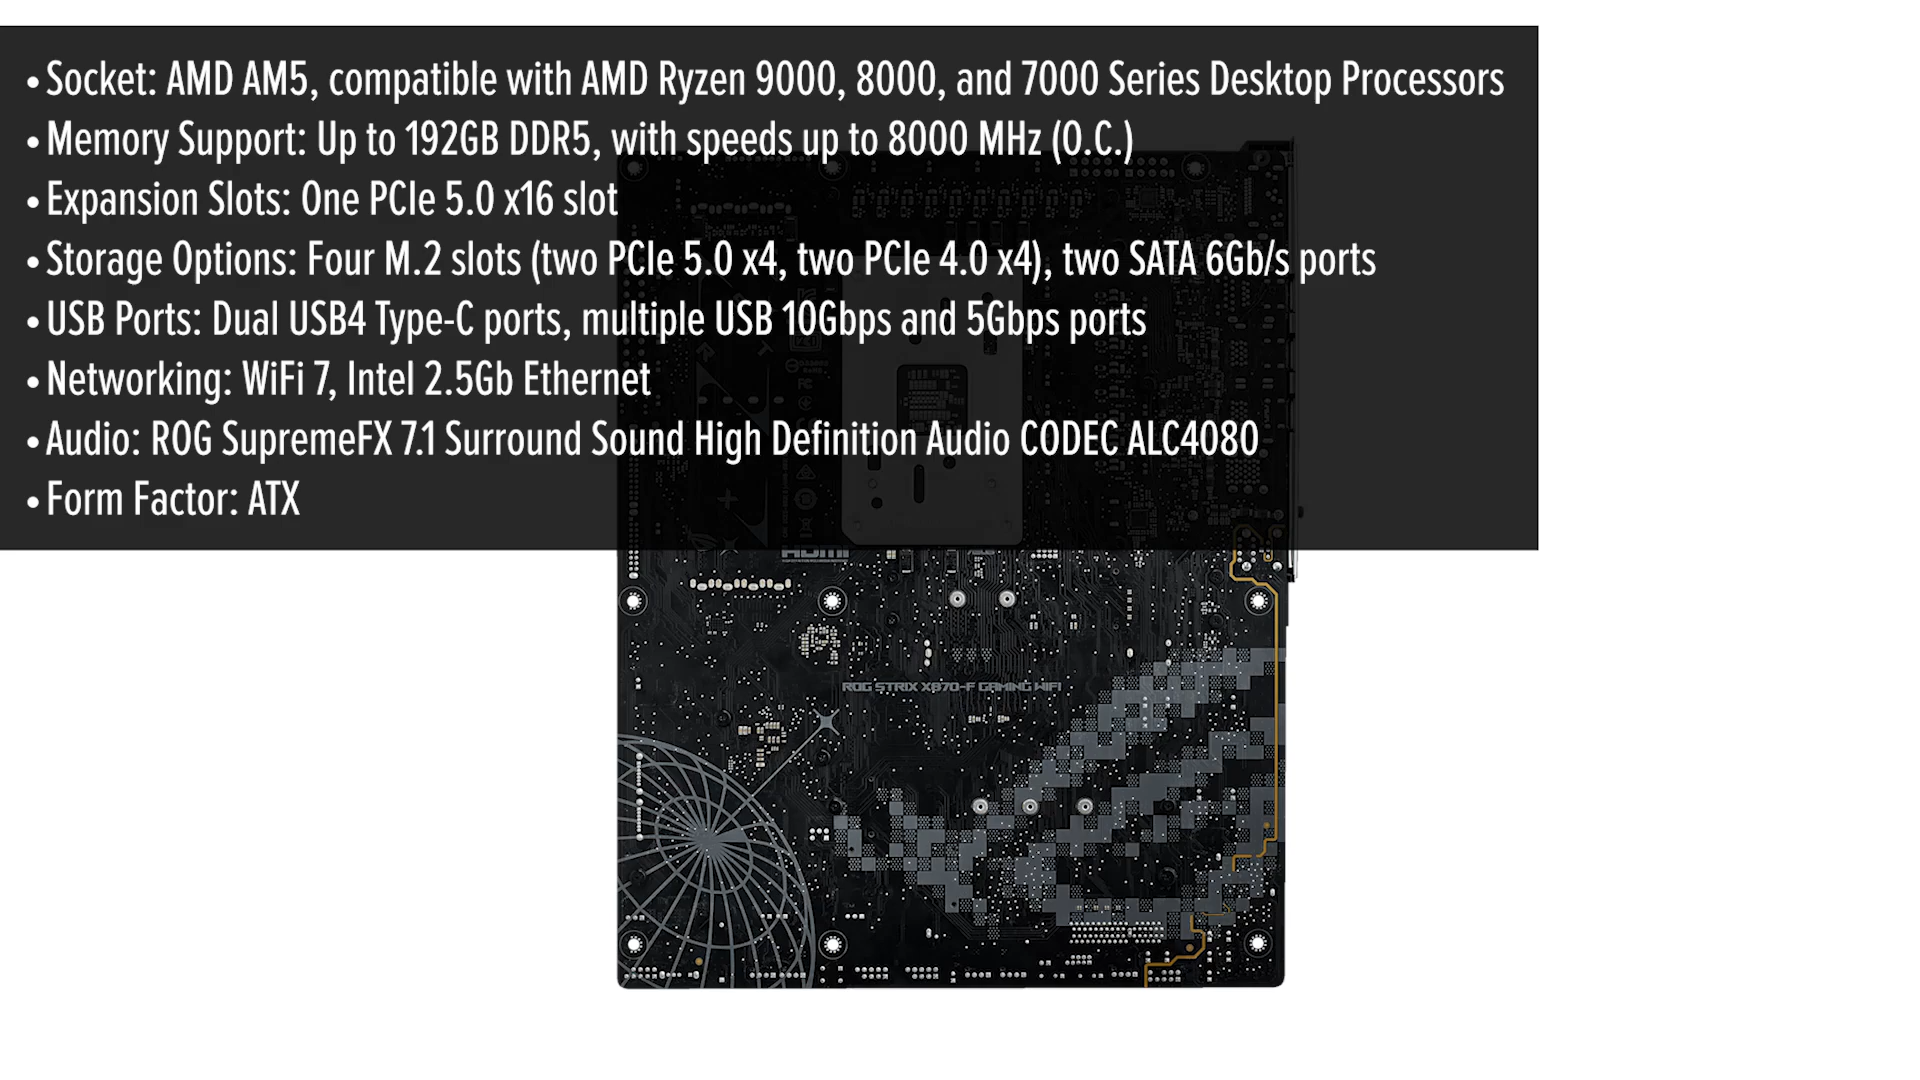 • Socket: AMD AM5, compatible with AMD Ryzen 9000, 8000, and 7000 Series Desktop Processors
• Memory Support: Up to 192GB DDR5, with speeds up to 8000 MHz (O.C.)
• Expansion Slots: One PCIe 5.0 x16 slot
• Storage Options: Four M.2 slots (two PCIe 5.0 x4, two PCIe 4.0 x4), two SATA 6Gb/s ports
• USB Ports: Dual USB4 Type-C ports, multiple USB 10Gbps and 5Gbps ports
• Networking: WiFi 7, Intel 2.5Gb Ethernet
• Audio: ROG SupremeFX 7.1 Surround Sound High Definition Audio CODEC ALC4080
• Form Factor: ATX
HDMI
ROG STRIX X870-F GAMING WIFI